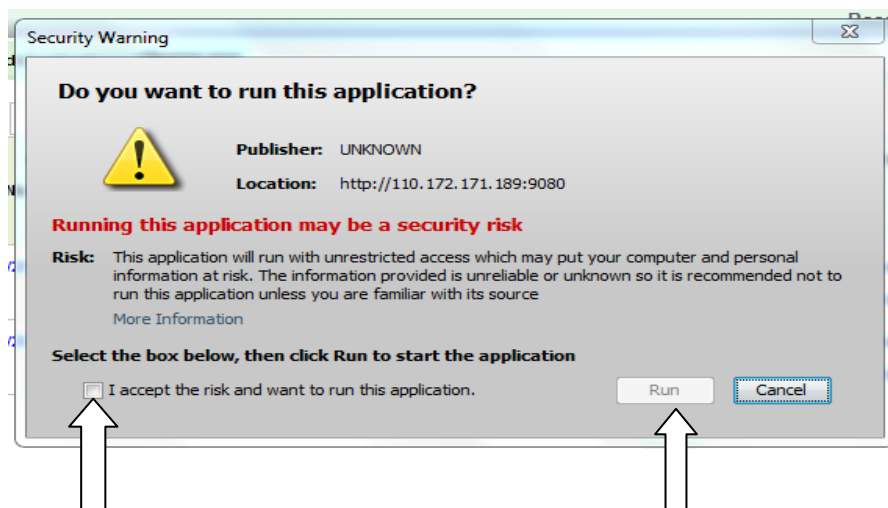 Security Warning
Do you want to run this application?
Publisher: UNKNOWN
Location: http://110.172.171.189:9080
Running this application may be a security risk
Risk: This application will run with unrestricted access which may put your computer and personal
information at risk. The information provided is unreliable or unknown so it is recommended not to
run this application unless you are familiar with its source
More Information
Select the box below, then click Run to start the application
I accept the risk and want to run this application.
Run
Cancel